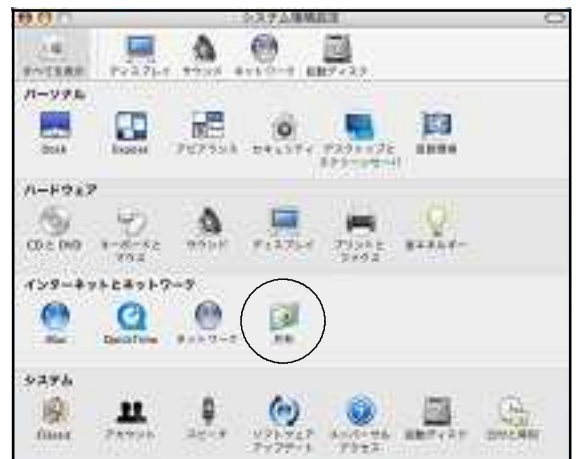 システム環境設定
すべてを表示 ディスプレイ サウンド ネットワーク 起動ディスク
パーソナル
Dock Exposé アピアランス セキュリティ デスクトップと
スクリーンセーバ
ハードウェア
CD と DVD キーボードと
マウス サウンド ディスプレイ プリントと
ファクス 省エネルギー
インターネットとネットワーク
.Mac QuickTime ネットワーク 共有
システム
Classic アカウント スピーチ ソフトウェア
アップデート ユニバーサル
アクセス 起動ディスク 日付と時刻